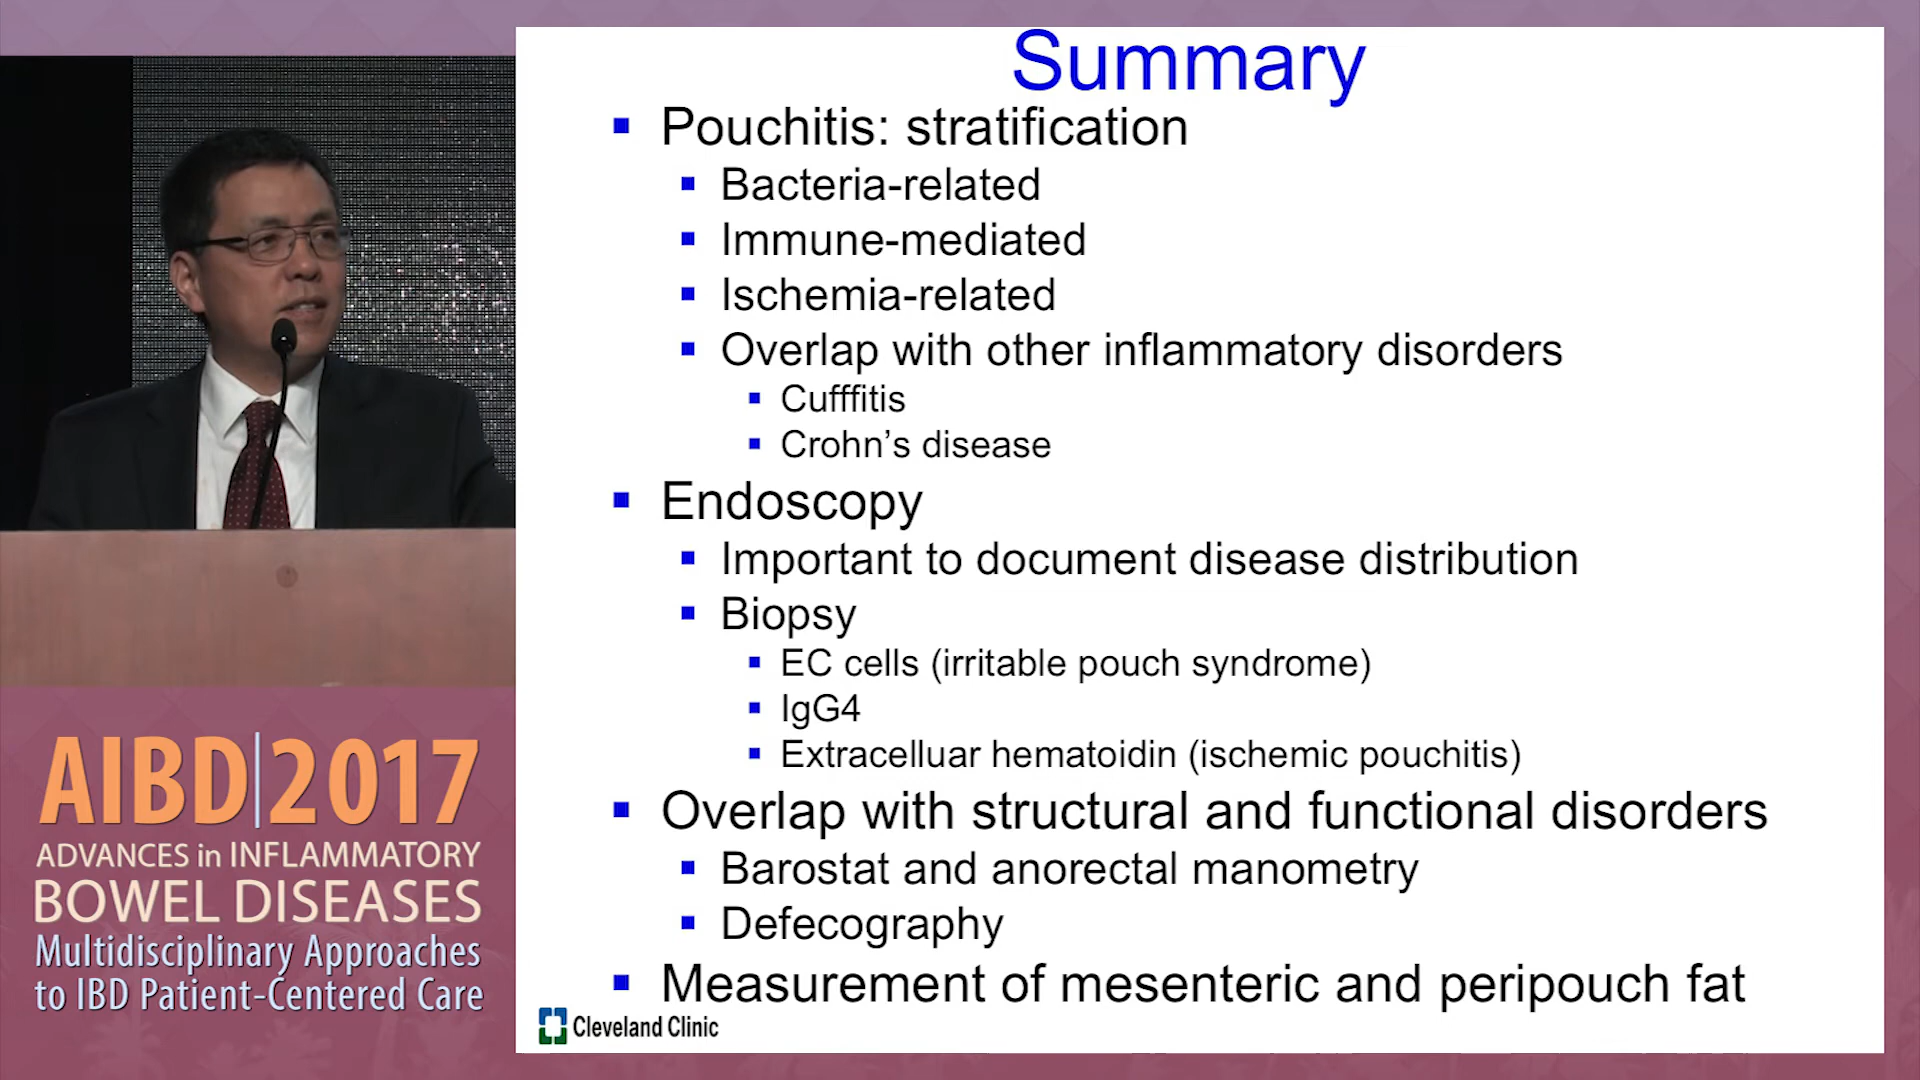 Summary
Pouchitis: stratification
Bacteria-related
Immune-mediated
Ischemia-related
Overlap with other inflammatory disorders
Cufffitis
Crohn’s disease
Endoscopy
Important to document disease distribution
Biopsy
EC cells (irritable pouch syndrome)
IgG4
Extracelluar hematoidin (ischemic pouchitis)
Overlap with structural and functional disorders
Barostat and anorectal manometry
Defecography
Measurement of mesenteric and peripouch fat
Cleveland Clinic
AIBD|2017
ADVANCES in INFLAMMATORY
BOWEL DISEASES
Multidisciplinary Approaches
to IBD Patient-Centered Care